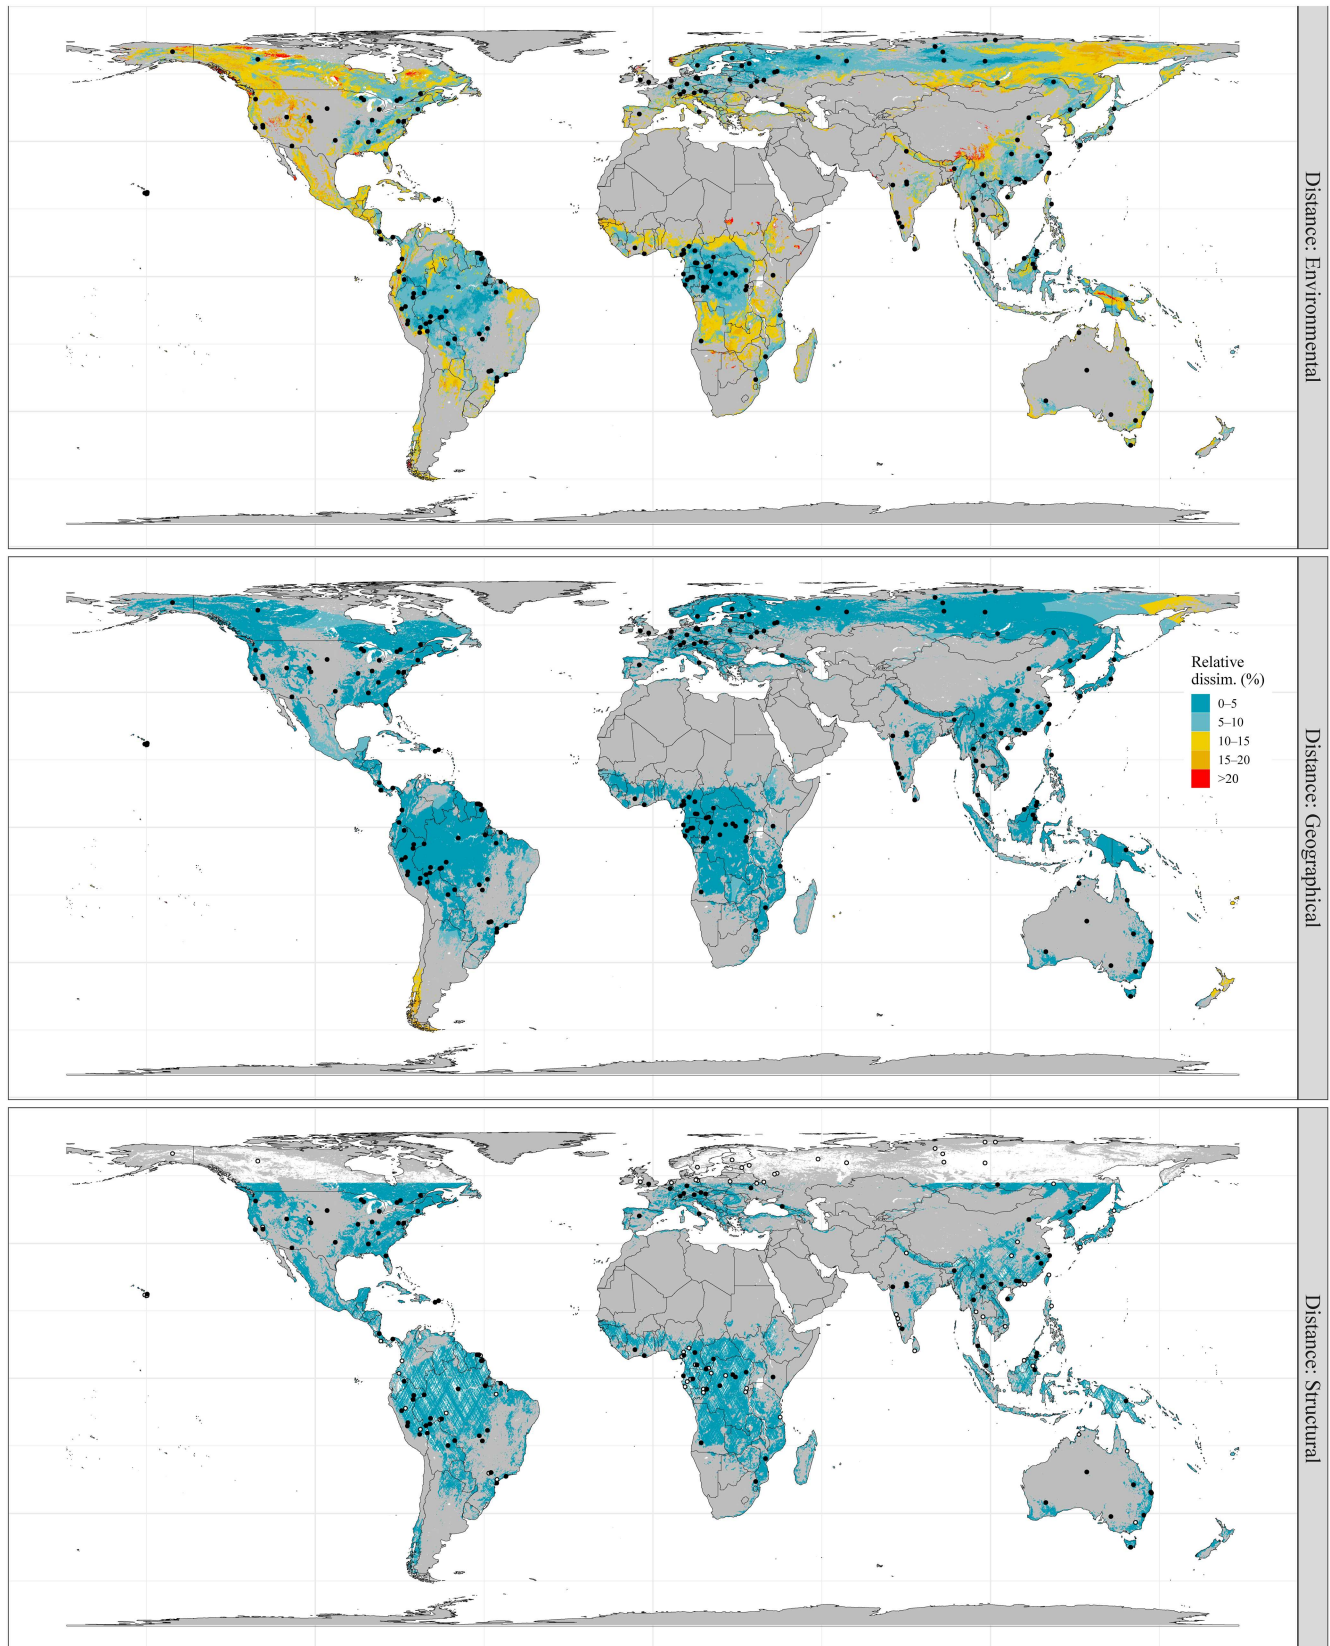 Distance: Environmental
Distance: Geographical
Relative
dissim. (%)
0–5
5–10
10–15
15–20
>20
Distance: Structural